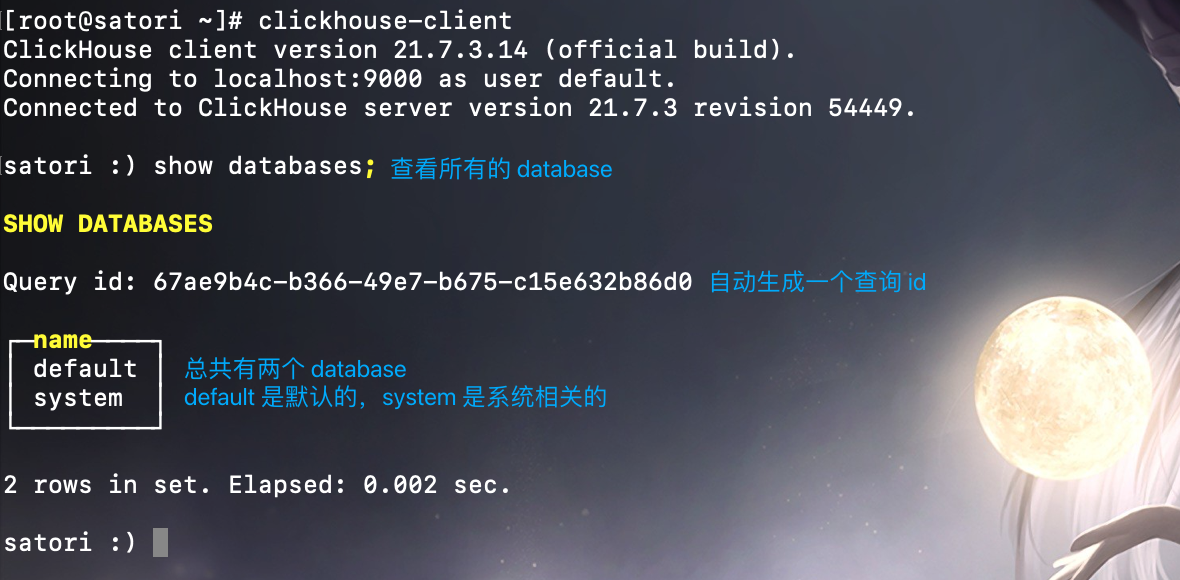 [root@satori ~]# clickhouse-client
ClickHouse client version 21.7.3.14 (official build).
Connecting to localhost:9000 as user default.
Connected to ClickHouse server version 21.7.3 revision 54449.
satori :) show databases; 查看所有的 database
SHOW DATABASES
Query id: 67ae9b4c-b366-49e7-b675-c15e632b86d0 自动生成一个查询 id
name
default 总共有两个 database
system default 是默认的，system 是系统相关的
2 rows in set. Elapsed: 0.002 sec.
satori :)